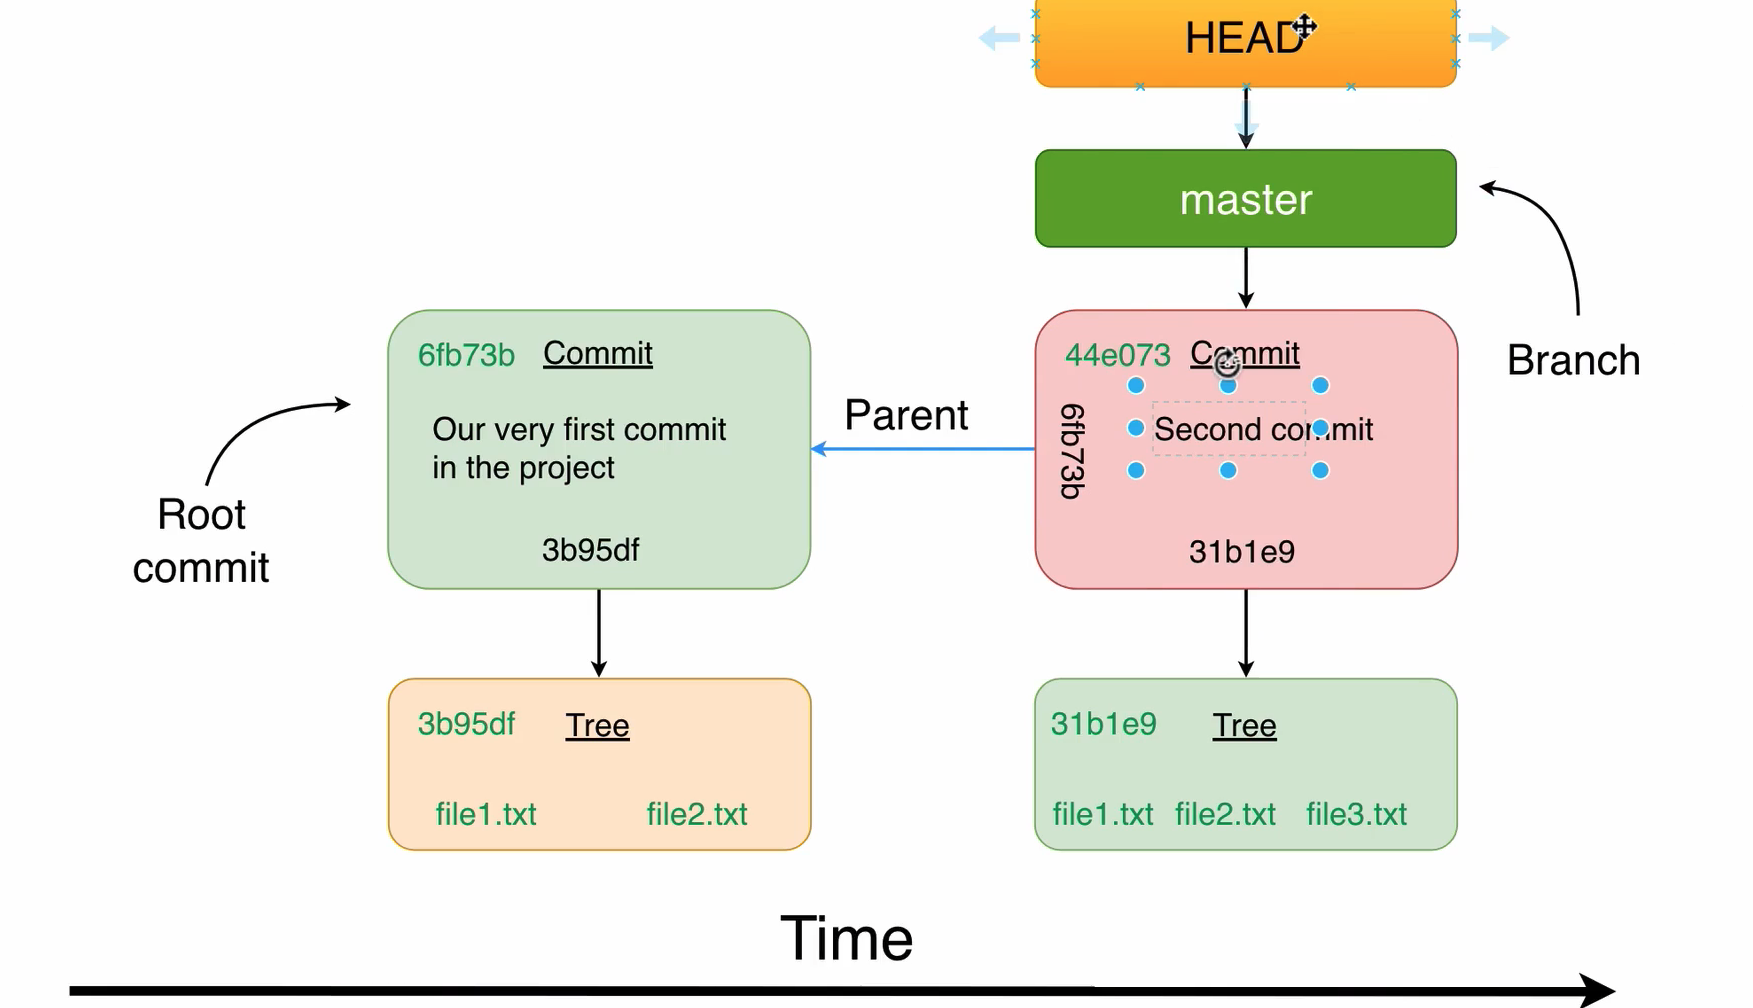 HEAD
master
6fb73b Commit
Our very first commit
in the project
3b95df
Parent
44e073 Commit
6fb73b
Second commit
31b1e9
Branch
Root
commit
3b95df Tree
file1.txt file2.txt
31b1e9 Tree
file1.txt file2.txt file3.txt
Time